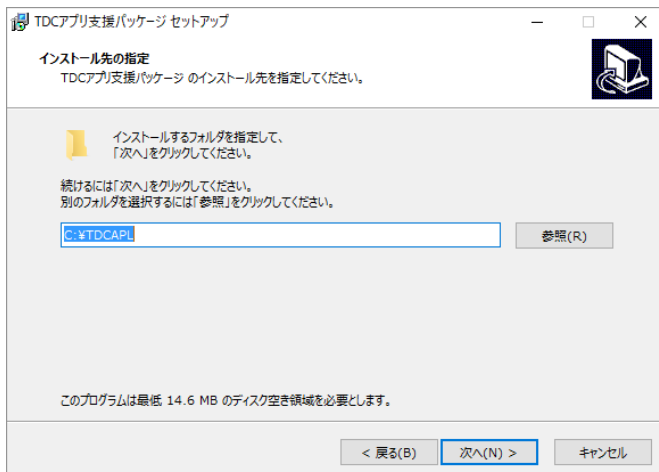 TDCアプリ支援パッケージ セットアップ
インストール先の指定
TDCアプリ支援パッケージ のインストール先を指定してください。
インストールするフォルダを指定して、
「次へ」をクリックしてください。
続けるには「次へ」をクリックしてください。
別のフォルダを選択するには「参照」をクリックしてください。
C:¥TDCAPL
参照(R)
このプログラムは最低 14.6 MB のディスク空き領域を必要とします。
< 戻る(B)
次へ(N) >
キャンセル